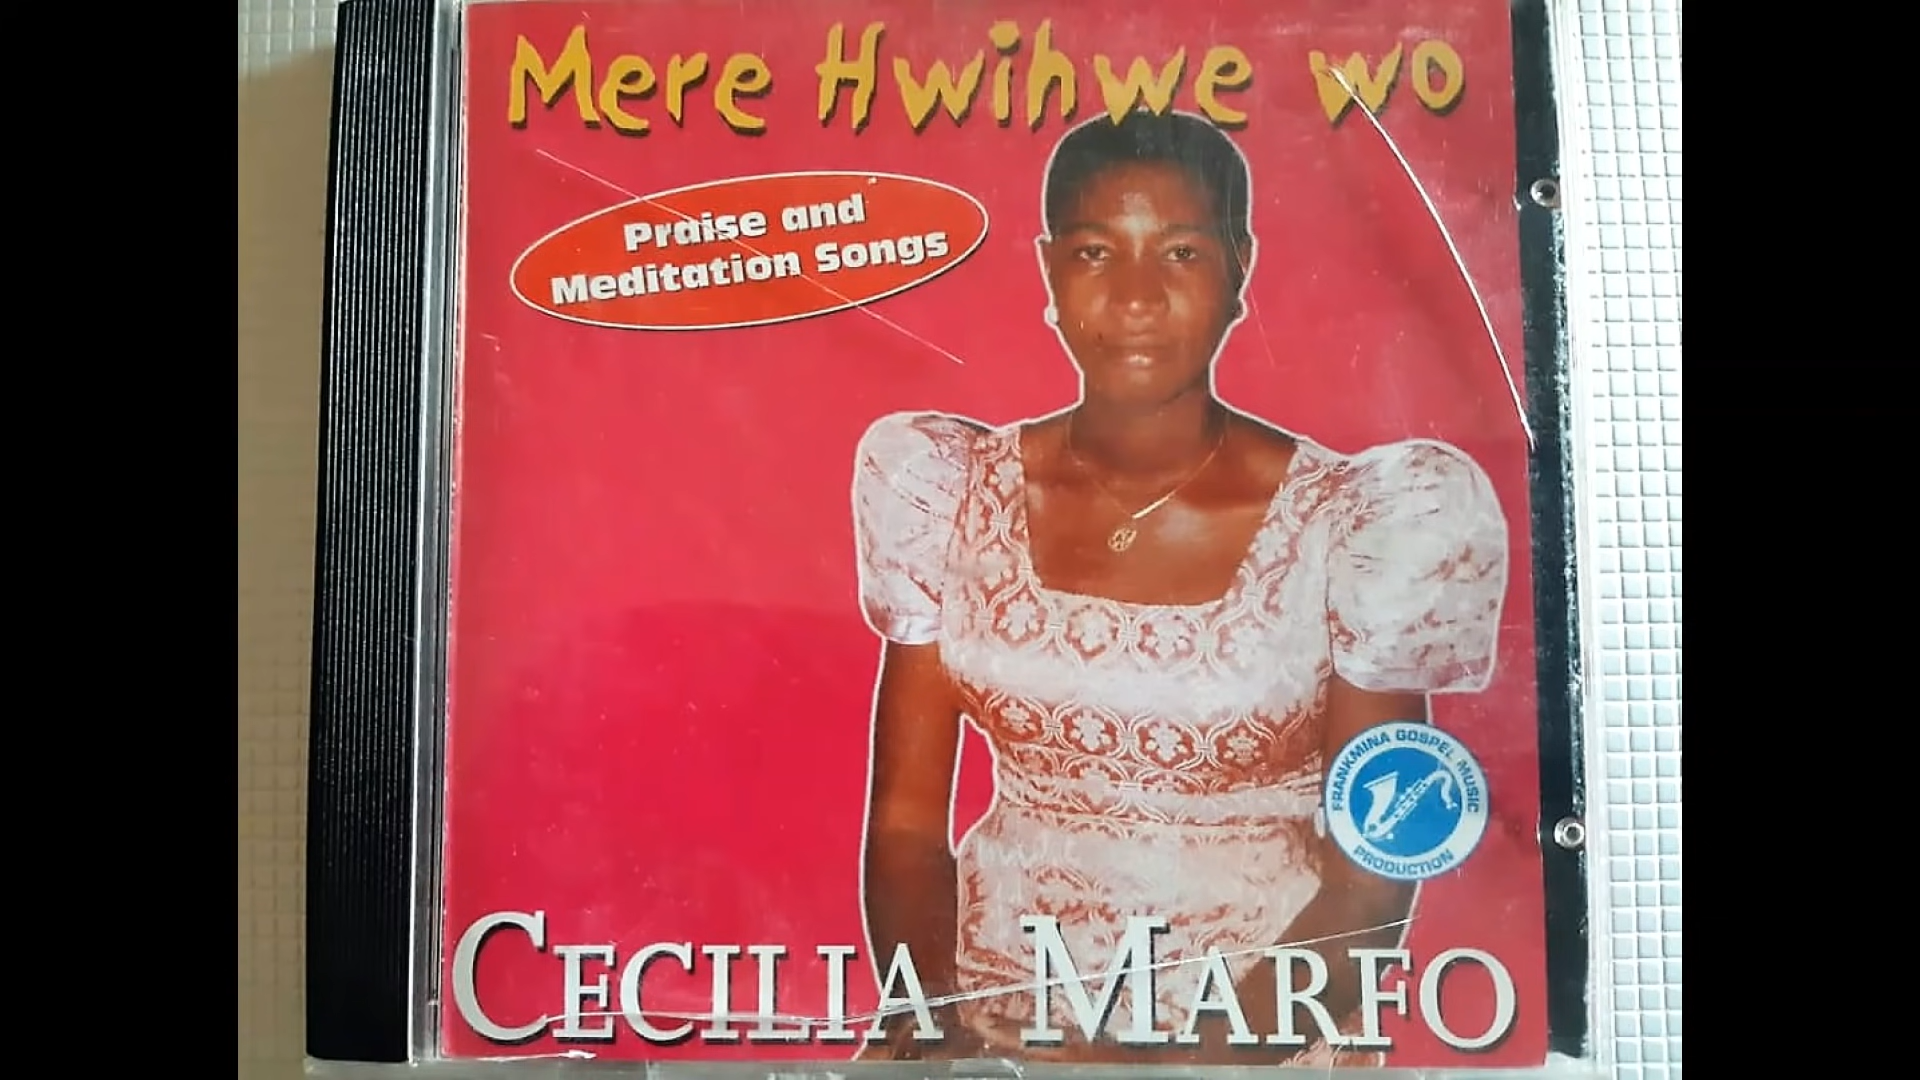 Mere Hwihwe wo
Praise and
Meditation Songs
FRANKMINA GOSPEL MUSIC
PRODUCTION
CECILIA MARFO